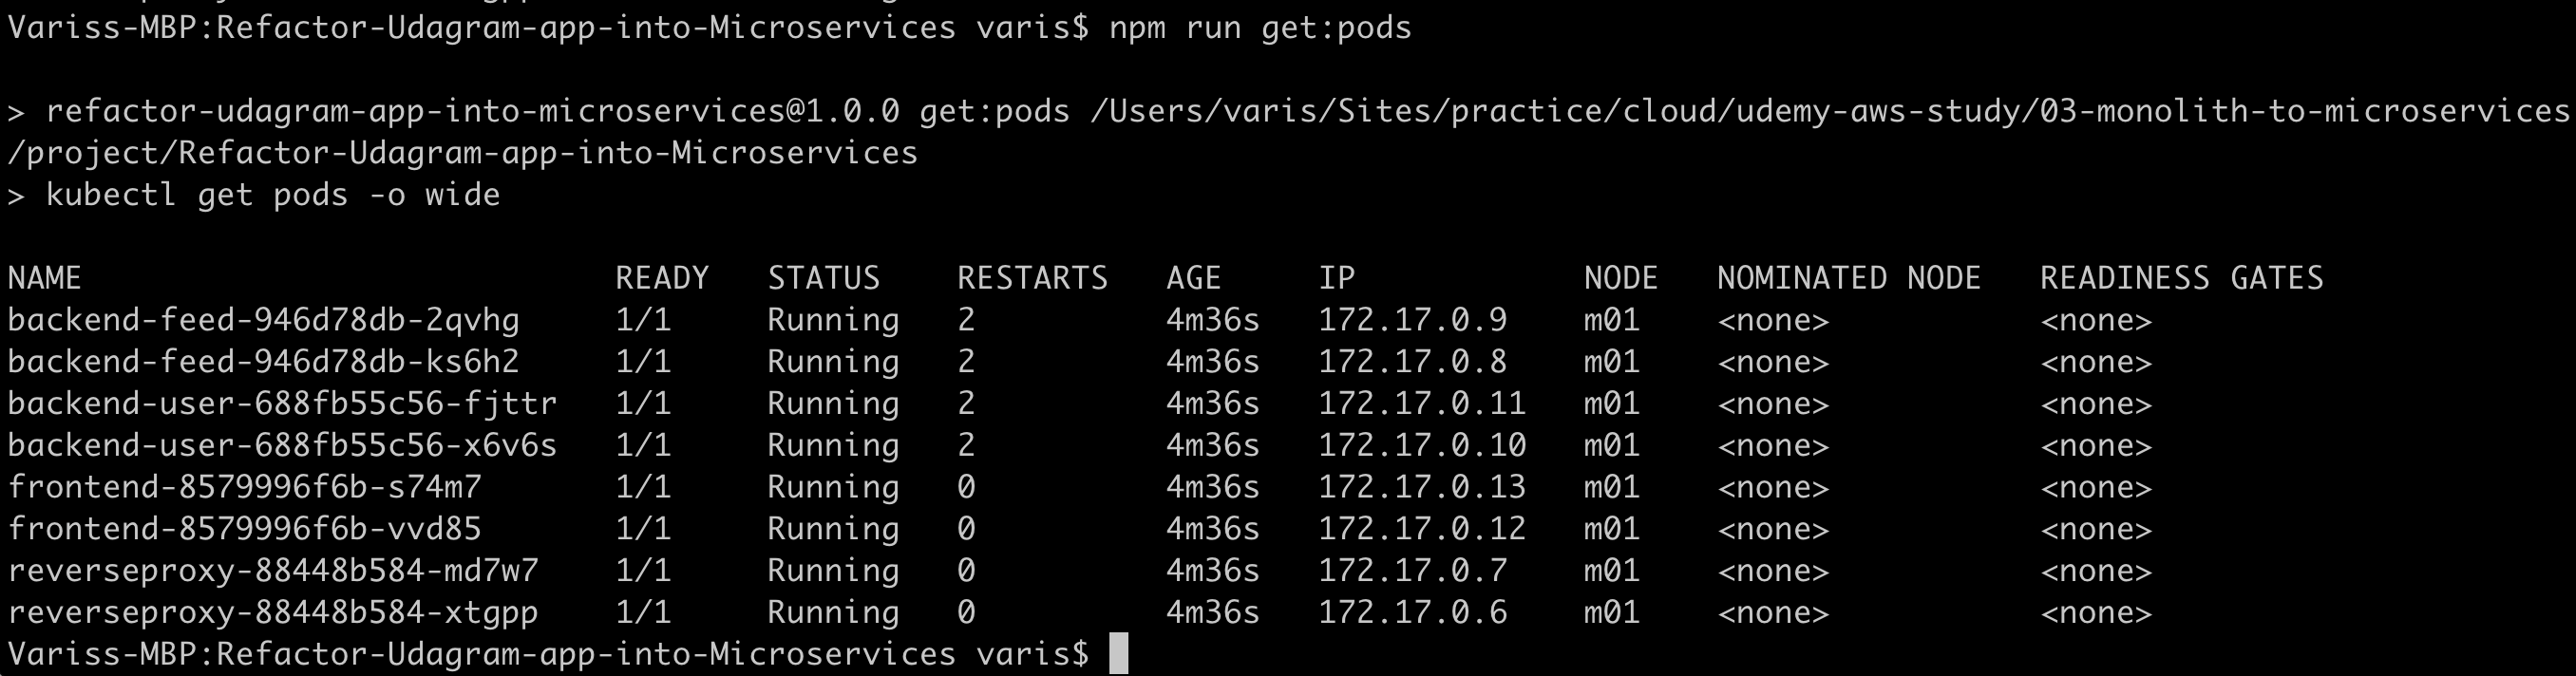 Variss-MBP:Refactor-Udagram-app-into-Microservices varis$ npm run get:pods
> refactor-udagram-app-into-microservices@1.0.0 get:pods /Users/varis/Sites/practice/cloud/udemy-aws-study/03-monolith-to-microservices
/project/Refactor-Udagram-app-into-Microservices
> kubectl get pods -o wide
NAME READY STATUS RESTARTS AGE IP NODE NOMINATED NODE READINESS GATES
backend-feed-946d78db-2qvhg 1/1 Running 2 4m36s 172.17.0.9 m01 <none> <none>
backend-feed-946d78db-ks6h2 1/1 Running 2 4m36s 172.17.0.8 m01 <none> <none>
backend-user-688fb55c56-fjttr 1/1 Running 2 4m36s 172.17.0.11 m01 <none> <none>
backend-user-688fb55c56-x6v6s 1/1 Running 2 4m36s 172.17.0.10 m01 <none> <none>
frontend-8579996f6b-s74m7 1/1 Running 0 4m36s 172.17.0.13 m01 <none> <none>
frontend-8579996f6b-vvd85 1/1 Running 0 4m36s 172.17.0.12 m01 <none> <none>
reverseproxy-88448b584-md7w7 1/1 Running 0 4m36s 172.17.0.7 m01 <none> <none>
reverseproxy-88448b584-xtgpp 1/1 Running 0 4m36s 172.17.0.6 m01 <none> <none>
Variss-MBP:Refactor-Udagram-app-into-Microservices varis$